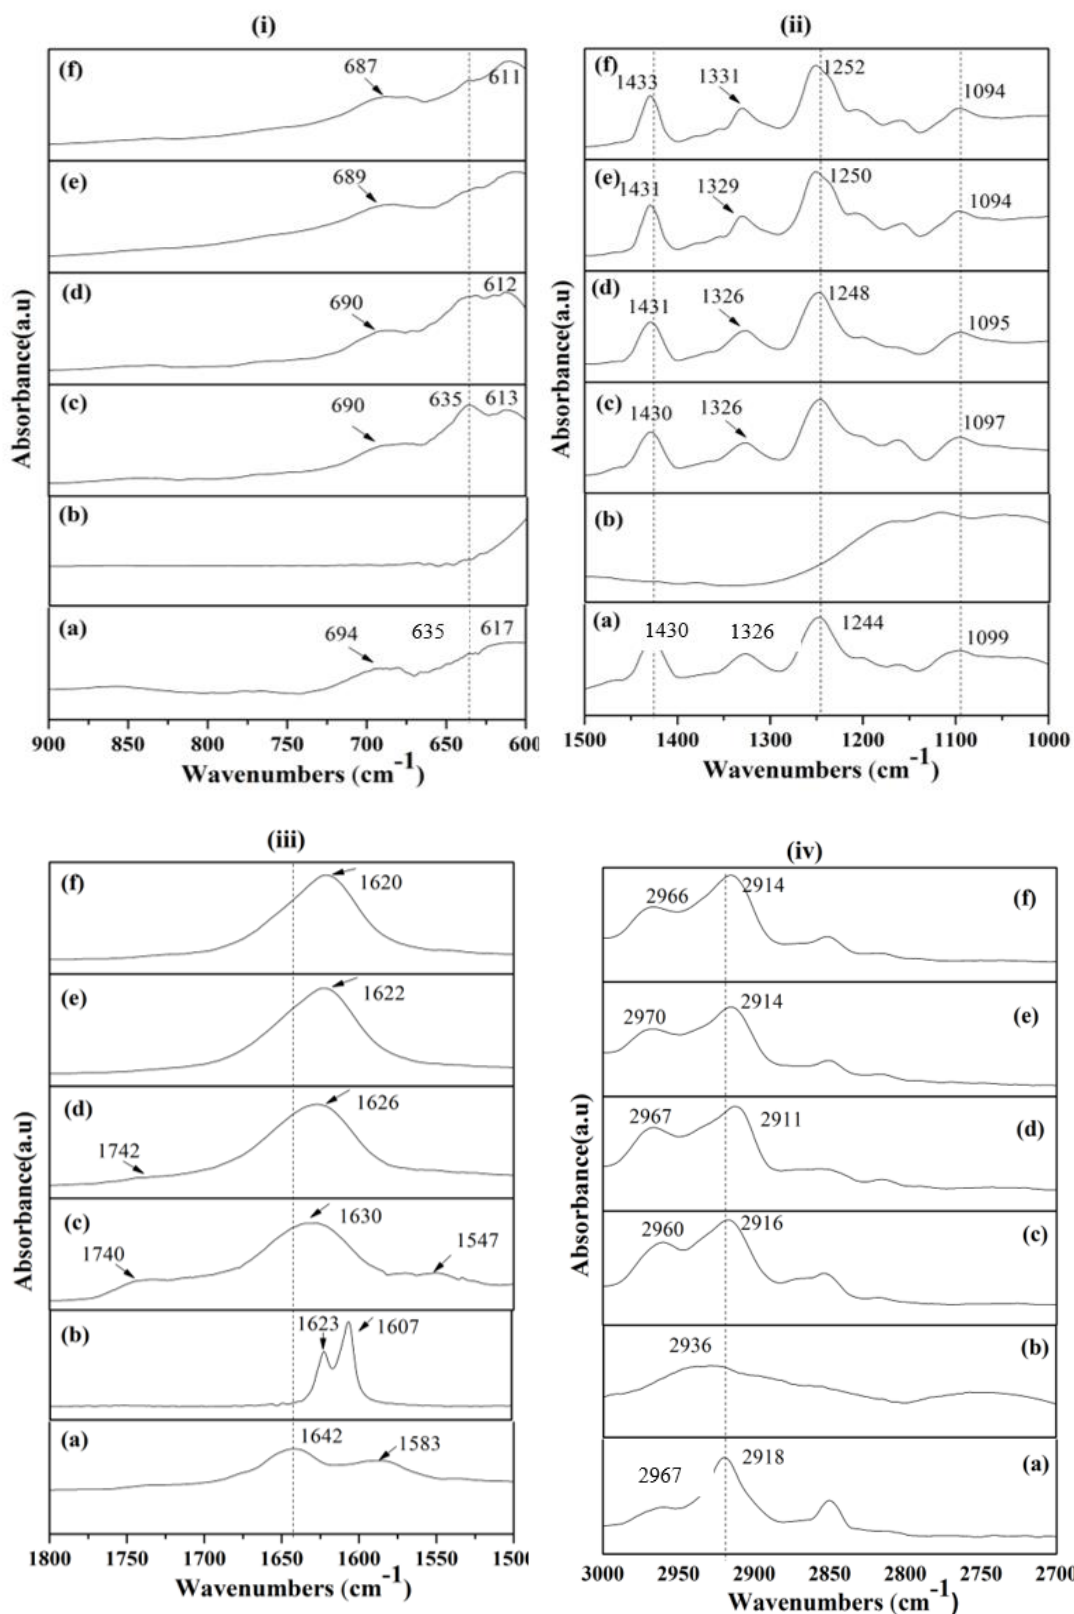 (i)
(f)
687
611
(e)
689
(d)
690
612
(c)
690
635
613
(b)
(a)
694
635
617
900 850 800 750 700 650 600
Wavenumbers (cm-1)
Absorbance(a.u)
(ii)
(f)
1433
1331
1252
1094
(e)
1431
1329
1250
1094
(d)
1431
1326
1248
1095
(c)
1430
1326
1097
(b)
(a)
1430
1326
1244
1099
1500 1400 1300 1200 1100 1000
Wavenumbers (cm-1)
Absorbance(a.u)
(iii)
(f)
1620
(e)
1622
(d)
1742
1626
(c)
1740
1630
1547
(b)
1623
1607
(a)
1642
1583
1800 1750 1700 1650 1600 1550 1500
Wavenumbers (cm-1)
Absorbance(a.u)
(iv)
2966
2914
(f)
2970
2914
(e)
2967
2911
(d)
2960
2916
(c)
2936
(b)
2967
2918
(a)
3000 2950 2900 2850 2800 2750 2700
Wavenumbers (cm-1)
Absorbance(a.u)